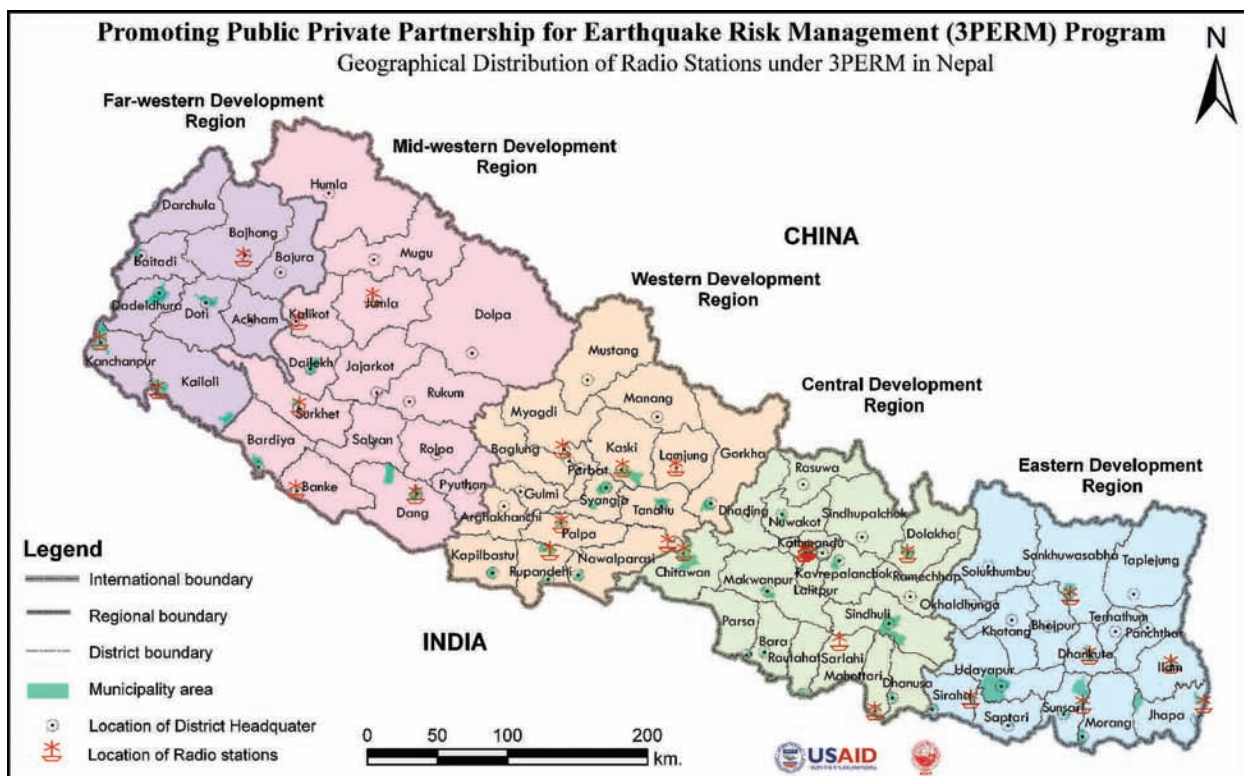 Promoting Public Private Partnership for Earthquake Risk Management (3PERM) Program
Geographical Distribution of Radio Stations under 3PERM in Nepal
N
Far-western Development
Region
Mid-western Development
Region
CHINA
Western Development
Region
Central Development
Region
Eastern Development
Region
INDIA
Humla
Darchula
Bajhang
Mugu
Baitadi
Bajura
Jumla
Dadeldhura
Doti
Achham
Kalikot
Dolpa
Kanchanpur
Kailali
Dailekh
Jajarkot
Rukum
Surkhet
Bardiya
Salyan
Rolpa
Banke
Dang
Pyuthan
Mustang
Manang
Myagdi
Baglung
Kaski
Lamjung
Gorkha
Parbat
Gulmi
Syangja
Tanahu
Arghakhanchi
Palpa
Kapilbastu
Rupandehi
Nawalparasi
Rasuwa
Dhading
Nuwakot
Sindhupalchok
Dolakha
Kathmandu
Chitawan
Makwanpur
Kavrepalanchok
Lalitpur
Ramechhap
Sindhuli
Parsa
Bara
Rautahat
Sarlahi
Mahottari
Dhanusa
Solukhumbu
Sankhuwasabha
Taplejung
Okhaldhunga
Khotang
Bhojpur
Terhathum
Panchthar
Dhankuta
Ilam
Udayapur
Siraha
Saptari
Sunsari
Morang
Jhapa
Legend
International boundary
Regional boundary
District boundary
Municipality area
Location of District Headquater
Location of Radio stations
0 50 100 200
km.
USAID